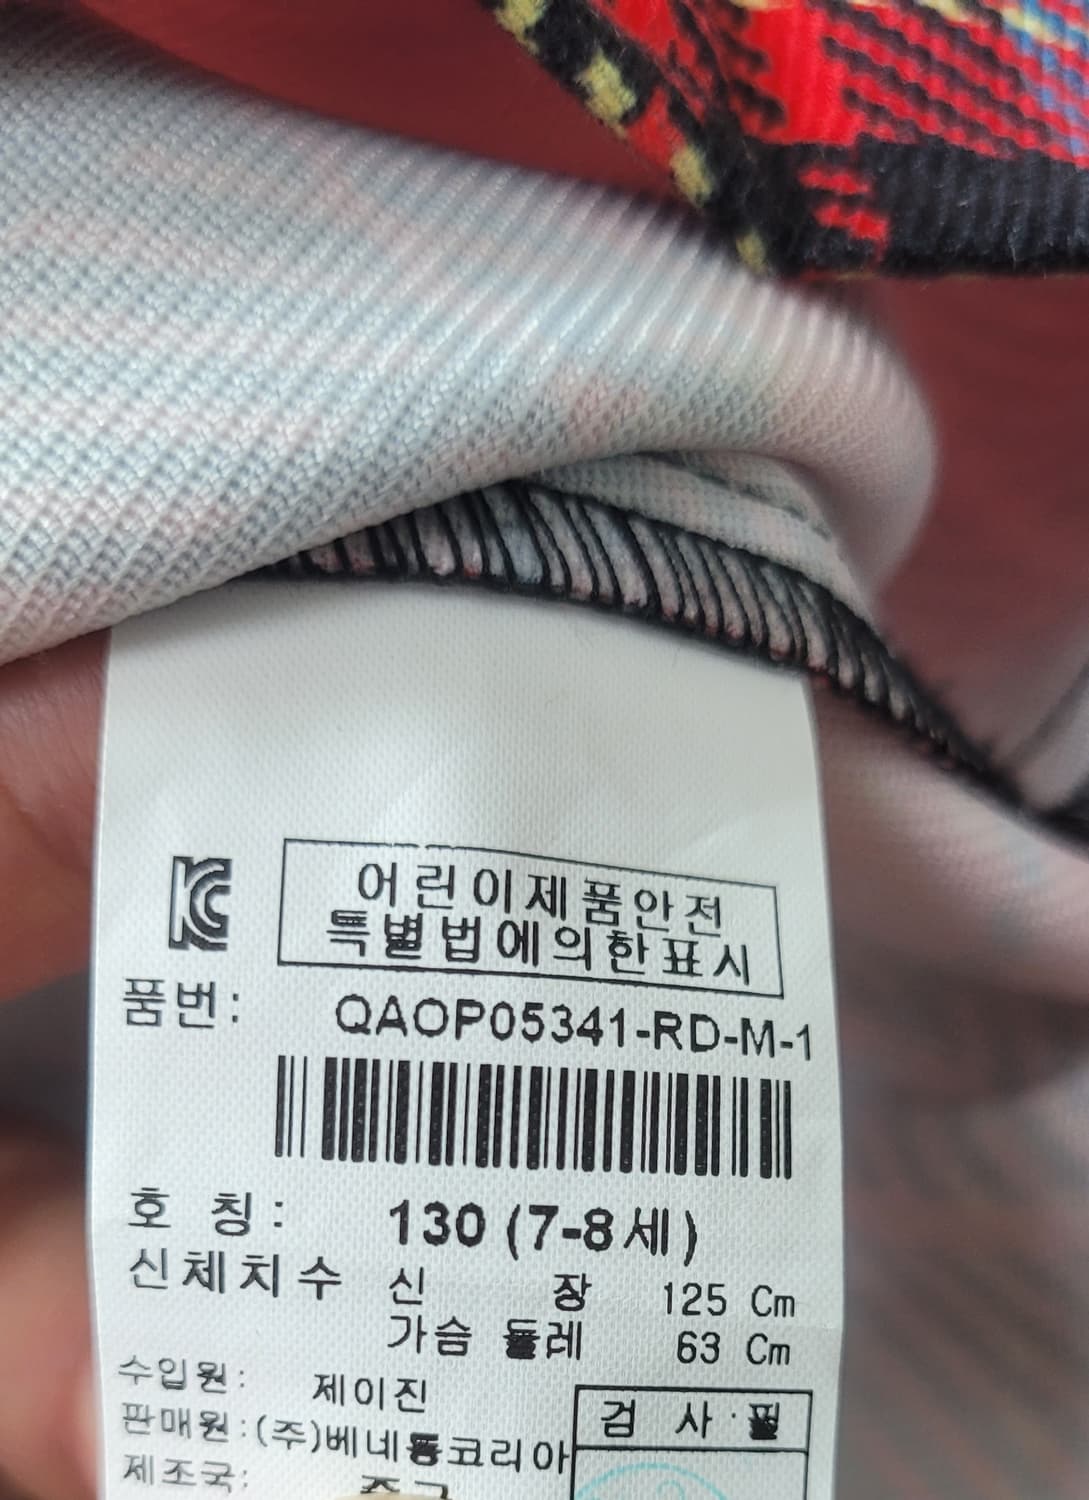 KC
어린이제품안전
특별법에의한표시
품번: QAOP05341-RD-M-1
호 칭: 130 (7-8세)
신체치수 신 장 125 Cm
가슴 둘레 63 Cm
수입원: 제이진
판매원:(주)베네통코리아
검 사·필
제조국: 중국